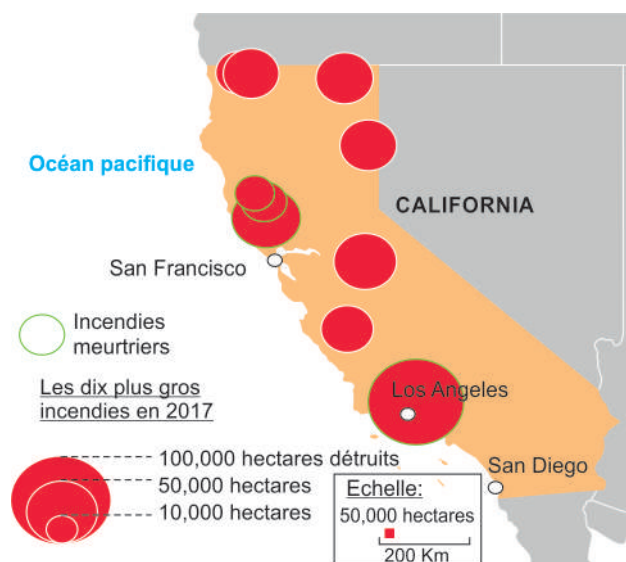 Océan pacifique
CALIFORNIA
San Francisco
Incendies
meurtriers
Les dix plus gros
incendies en 2017
Los Angeles
100,000 hectares détruits
50,000 hectares
10,000 hectares
San Diego
Echelle:
50,000 hectares
200 Km